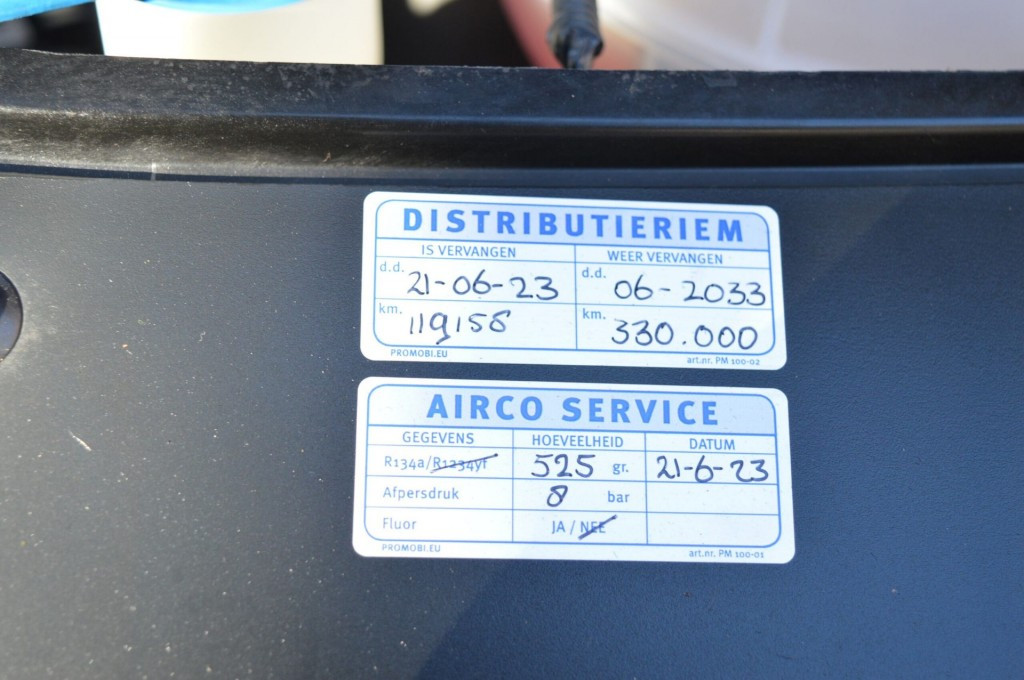 DISTRIBUTIERIEM
IS VERVANGEN WEER VERVANGEN
d.d. 21-06-23 d.d. 06-2033
km. 119158 km. 330.000
PROMOBI.EU art.nr. PM 100-02
AIRCO SERVICE
GEGEVENS HOEVEELHEID DATUM
R134a/R1234yf 525 gr. 21-6-23
Afpersdruk 8 bar
Fluor JA / NEE
PROMOBI.EU art.nr. PM 100-01